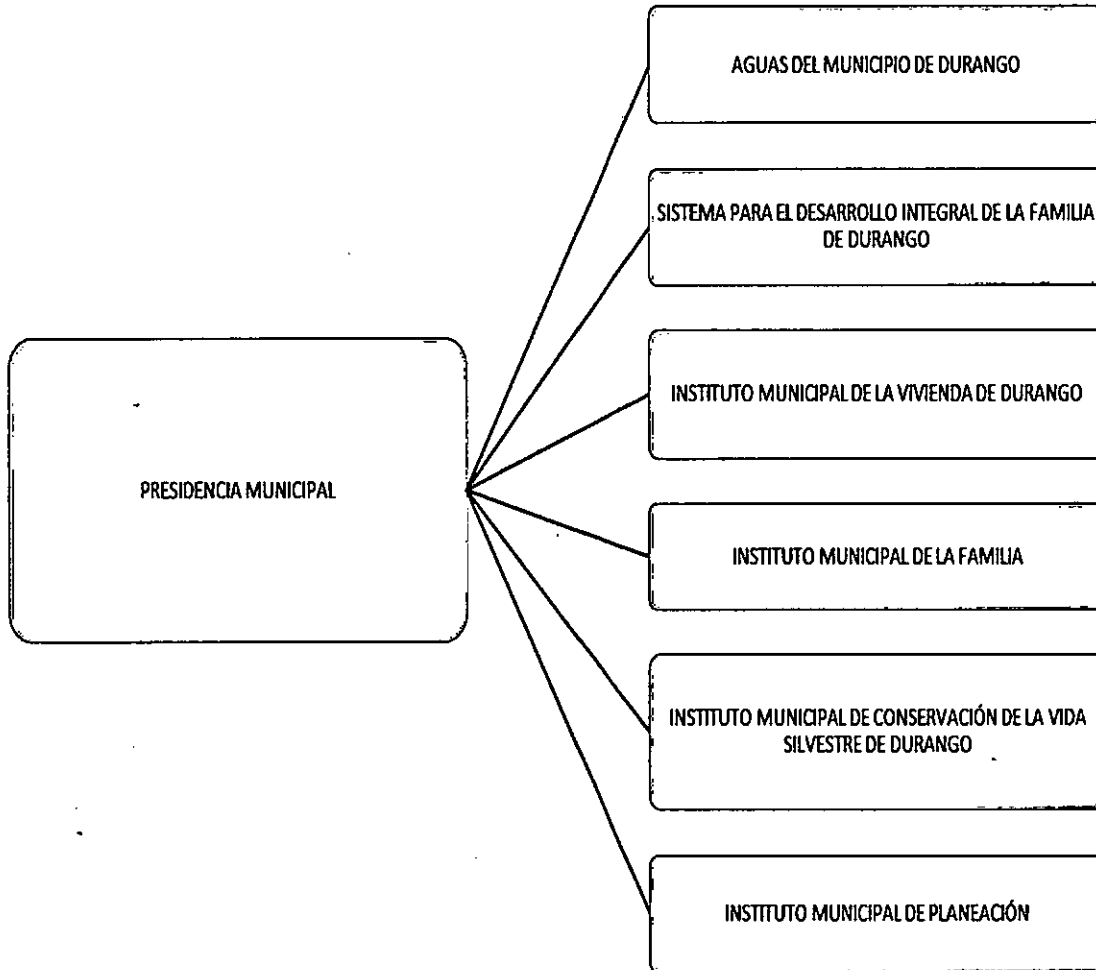 AGUAS DEL MUNICIPIO DE DURANGO
SISTEMA PARA EL DESARROLLO INTEGRAL DE LA FAMILIA
DE DURANGO
INSTITUTO MUNICIPAL DE LA VIVIENDA DE DURANGO
PRESIDENCIA MUNICIPAL
INSTITUTO MUNICIPAL DE LA FAMILIA
INSTITUTO MUNICIPAL DE CONSERVACIÓN DE LA VIDA
SILVESTRE DE DURANGO
INSTITUTO MUNICIPAL DE PLANEACIÓN